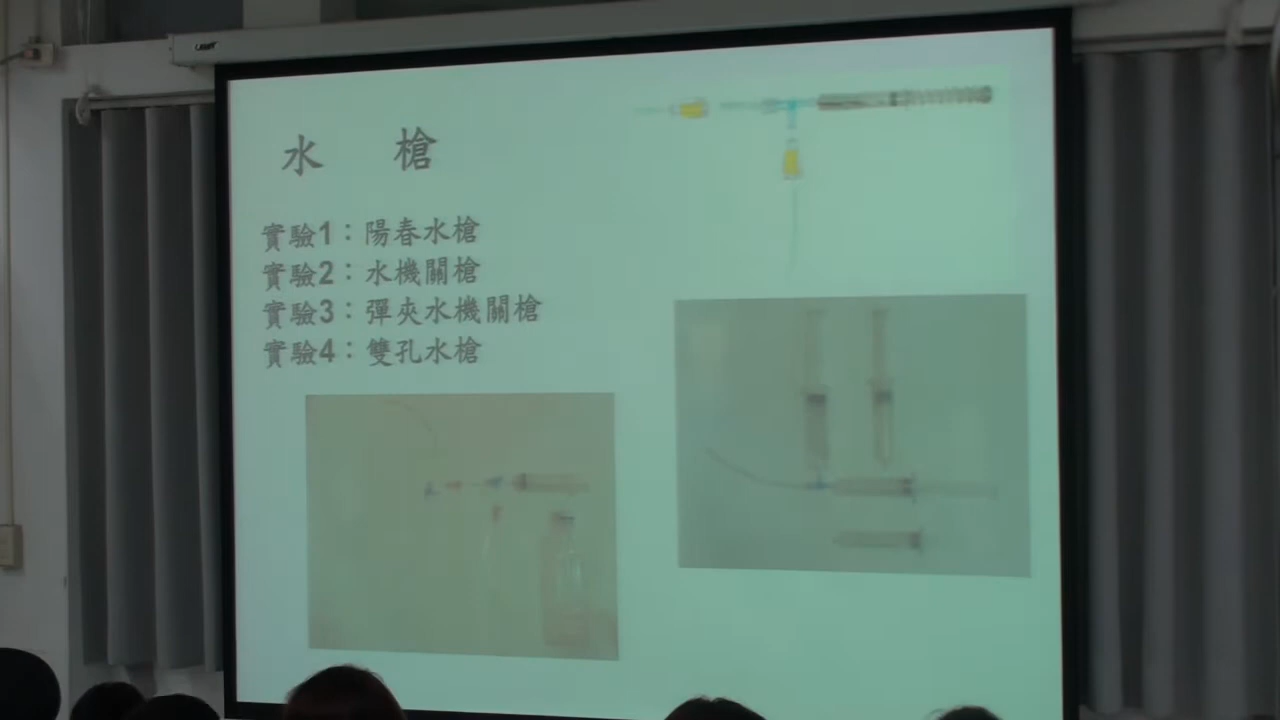 水 槍
實驗1：陽春水槍
實驗2：水機關槍
實驗3：彈夾水機關槍
實驗4：雙孔水槍